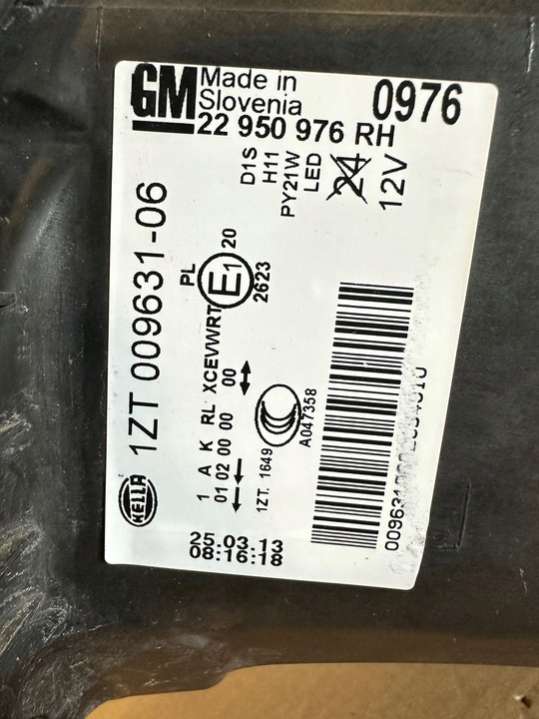 GM
Made in
Slovenia
0976
22 950 976 RH
D1S
H11
PY21W
LED
24
12V
1ZT 009631-06
PL
E1
20
2623
1 A K RL XCEVWRT
01 02 00 00 00
1ZT. 1649
A047358
HELLA
25.03.13
08:16:18